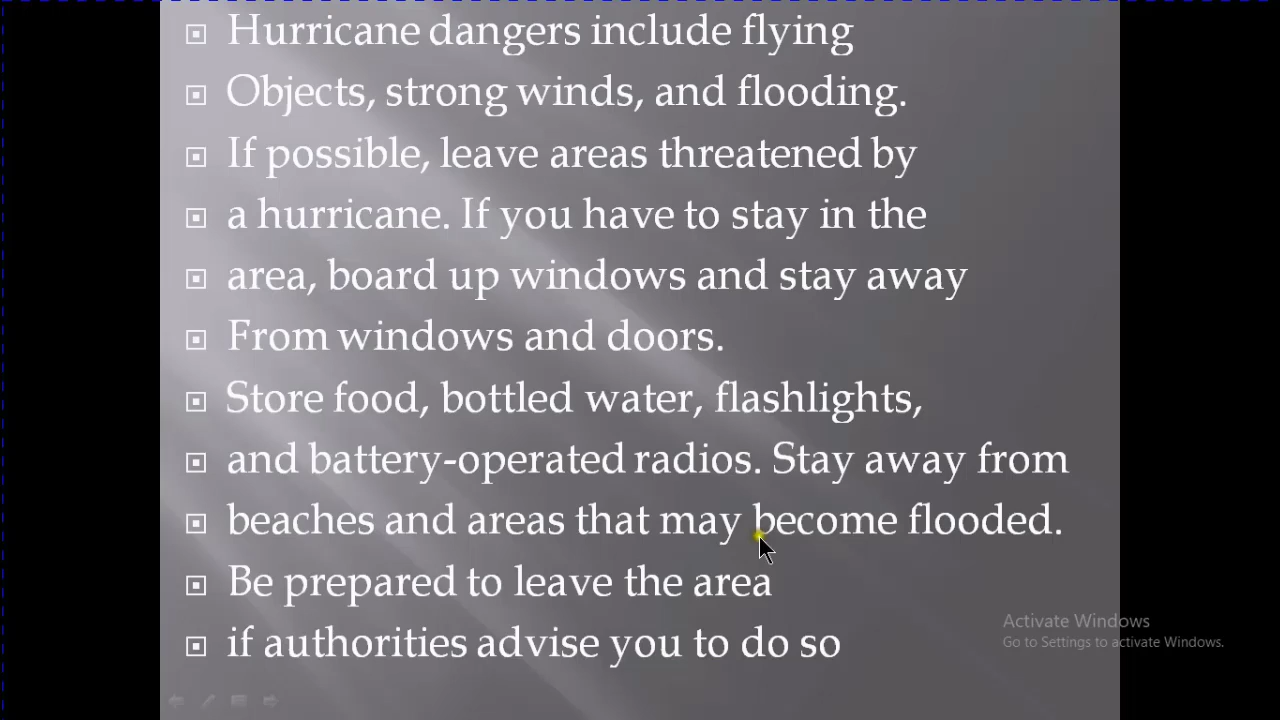 Hurricane dangers include flying
Objects, strong winds, and flooding.
If possible, leave areas threatened by
a hurricane. If you have to stay in the
area, board up windows and stay away
From windows and doors.
Store food, bottled water, flashlights,
and battery-operated radios. Stay away from
beaches and areas that may become flooded.
Be prepared to leave the area
if authorities advise you to do so
Activate Windows
Go to Settings to activate Windows.